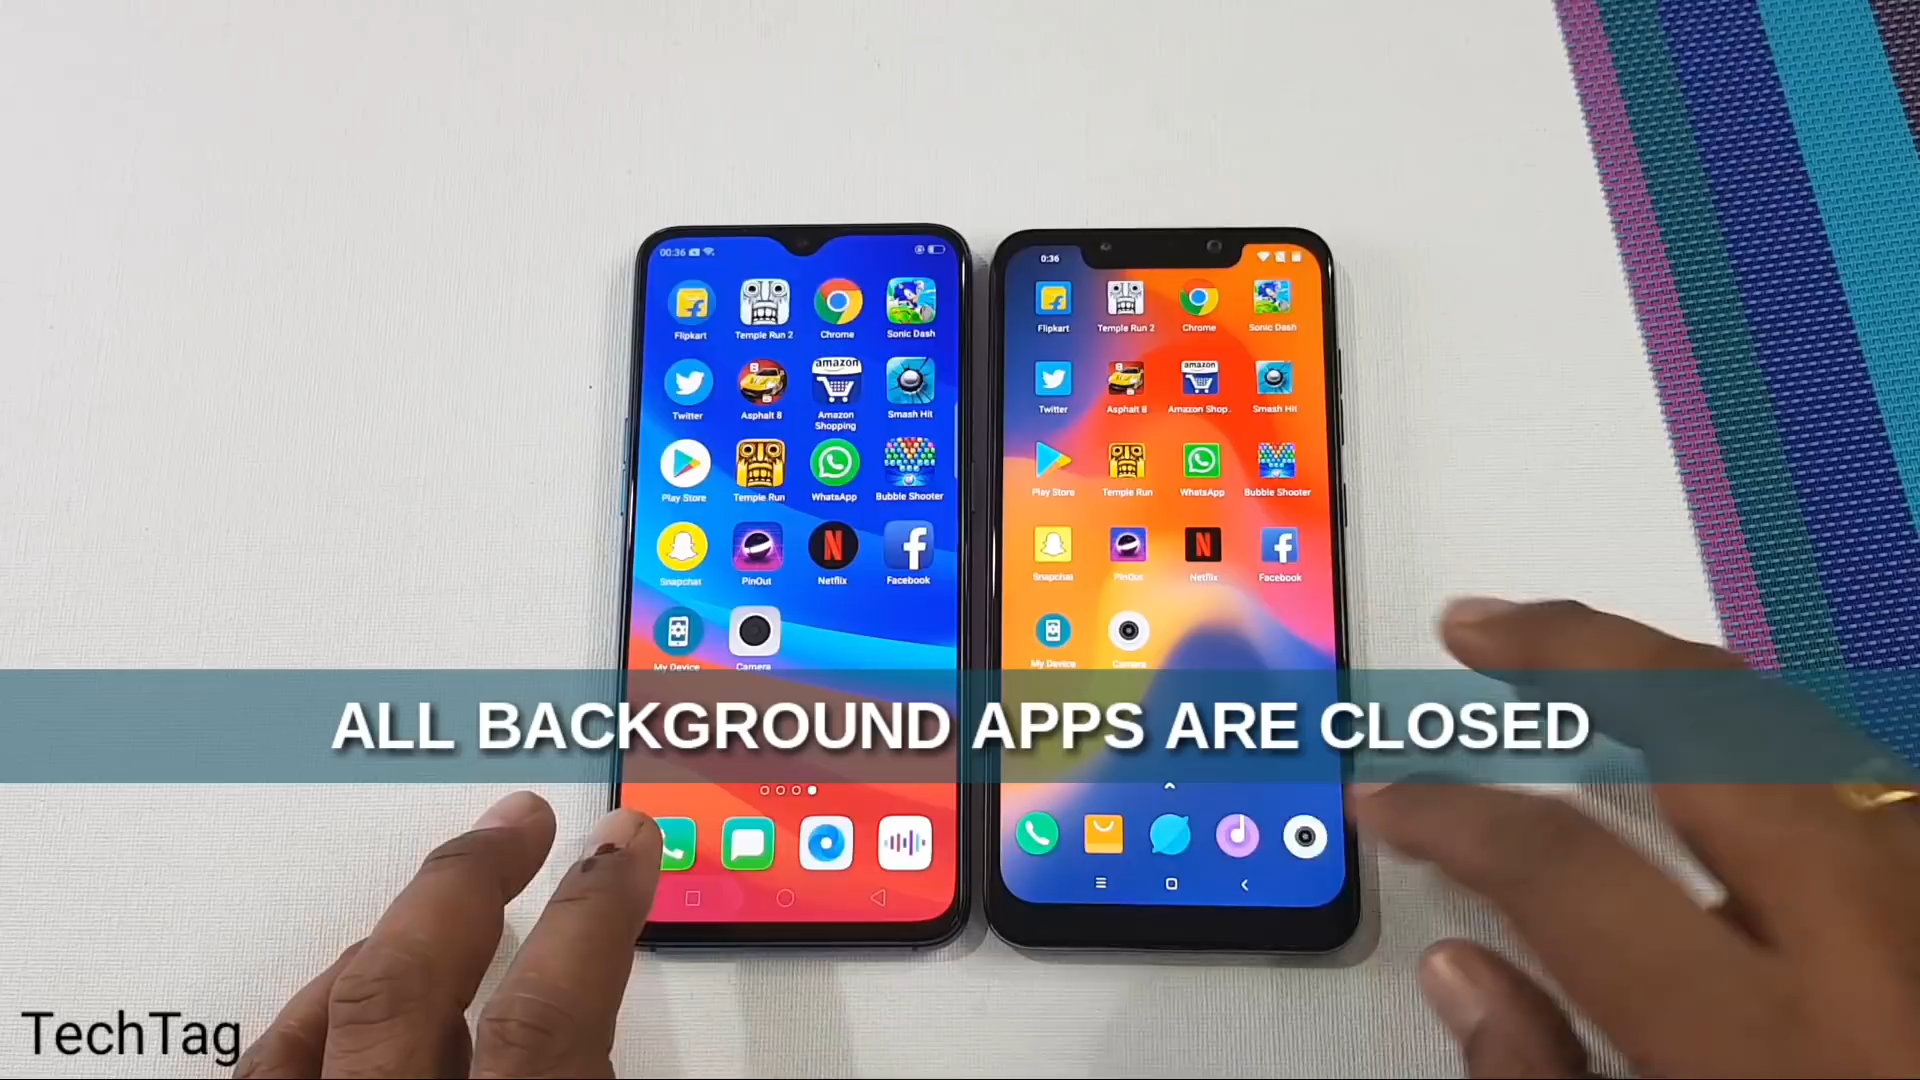 00:36
Flipkart Temple Run 2 Chrome Sonic Dash
Twitter Asphalt 8 Amazon Shopping Smash Hit
Play Store Temple Run WhatsApp Bubble Shooter
Snapchat PinOut Netflix Facebook
My Device Camera
0:36
Flipkart Temple Run 2 Chrome Sonic Dash
Twitter Asphalt 8 Amazon Shop.. Smash Hit
Play Store Temple Run WhatsApp Bubble Shooter
Snapchat PinOut Netflix Facebook
My Device Camera
ALL BACKGROUND APPS ARE CLOSED
TechTag